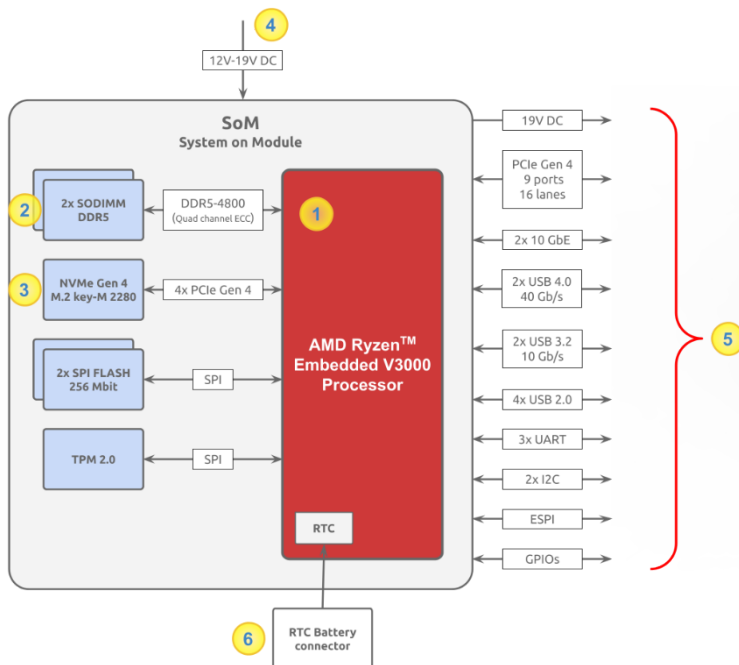 4
12V-19V DC
SoM
System on Module
19V DC
PCIe Gen 4
9 ports
16 lanes
2
2x SODIMM
DDR5
DDR5-4800
(Quad channel ECC)
1
2x 10 GbE
3
NVMe Gen 4
M.2 key-M 2280
4x PCIe Gen 4
2x USB 4.0
40 Gb/s
AMD Ryzen™
Embedded V3000
Processor
2x USB 3.2
10 Gb/s
5
2x SPI FLASH
256 Mbit
SPI
4x USB 2.0
3x UART
TPM 2.0
SPI
2x I2C
RTC
ESPI
GPIOs
6
RTC Battery
connector